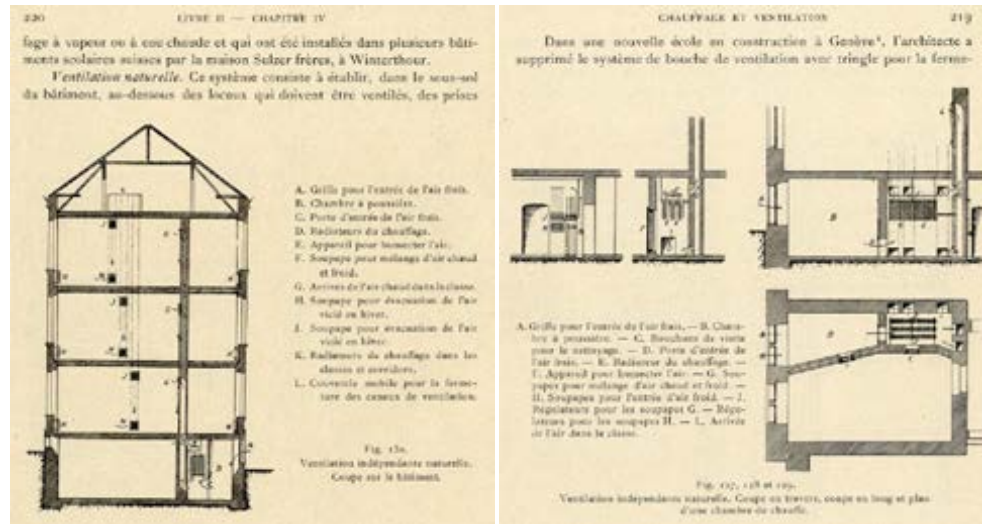 220
LIVRE II — CHAPITRE IV
fage à vapeur ou à eau chaude et qui ont été installés dans plusieurs bâti-
ments scolaires suisses par la maison Sulzer frères, à Winterthour.
Ventilation naturelle. Ce système consiste à établir, dans le sous-sol
du bâtiment, au-dessous des locaux qui doivent être ventilés, des prises
A. Grille pour l'entrée de l'air frais.
B. Chambre à poussière.
C. Porte d'entrée de l'air frais.
D. Radiateurs du chauffage.
E. Appareil pour humecter l'air.
F. Soupape pour mélange d'air chaud
et froid.
G. Arrivée de l'air chaud dans la classe.
H. Soupape pour évacuation de l'air
vicié en hiver.
J. Soupape pour évacuation de l'air
vicié en hiver.
K. Radiateurs de chauffage dans les
classes et corridors.
L. Couvercle mobile pour la ferme-
ture des canaux de ventilation.
Fig. 130.
Ventilation indépendante naturelle.
Coupe sur le bâtiment.
CHAUFFAGE ET VENTILATION
219
Dans une nouvelle école en construction à Genève, l'architecte a
supprimé le système de bouche de ventilation avec tringle pour la ferme-
A. Grille pour l'entrée de l'air frais. — B. Cham-
bre à poussière. — C. Bouchons de visite
pour le nettoyage. — D. Porte d'entrée de
l'air frais. — E. Radiateur du chauffage. —
F. Appareil pour humecter l'air. — G. Sou-
papes pour mélange d'air chaud et froid. —
H. Soupapes pour l'entrée d'air froid. — J.
Régulateurs pour les soupapes G. — Régu-
lateurs pour les soupapes H. — L. Arrivée
de l'air dans la classe.
Fig. 127, 128 et 129.
Ventilation indépendante naturelle. Coupe en travers, coupe en long et plan
d'une chambre de chauffe.